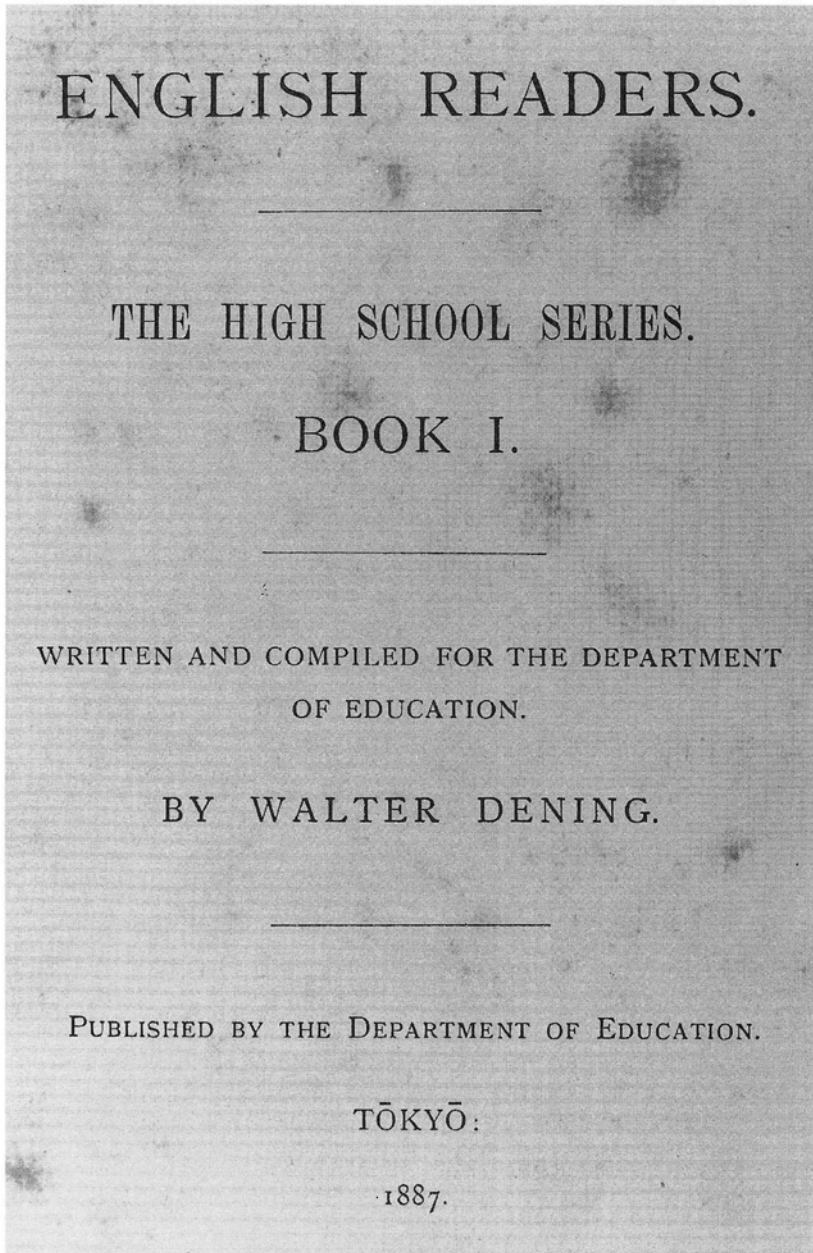 ENGLISH READERS.
THE HIGH SCHOOL SERIES.
BOOK I.
WRITTEN AND COMPILED FOR THE DEPARTMENT
OF EDUCATION.
BY WALTER DENING.
PUBLISHED BY THE DEPARTMENT OF EDUCATION.
TŌKYŌ:
1887.